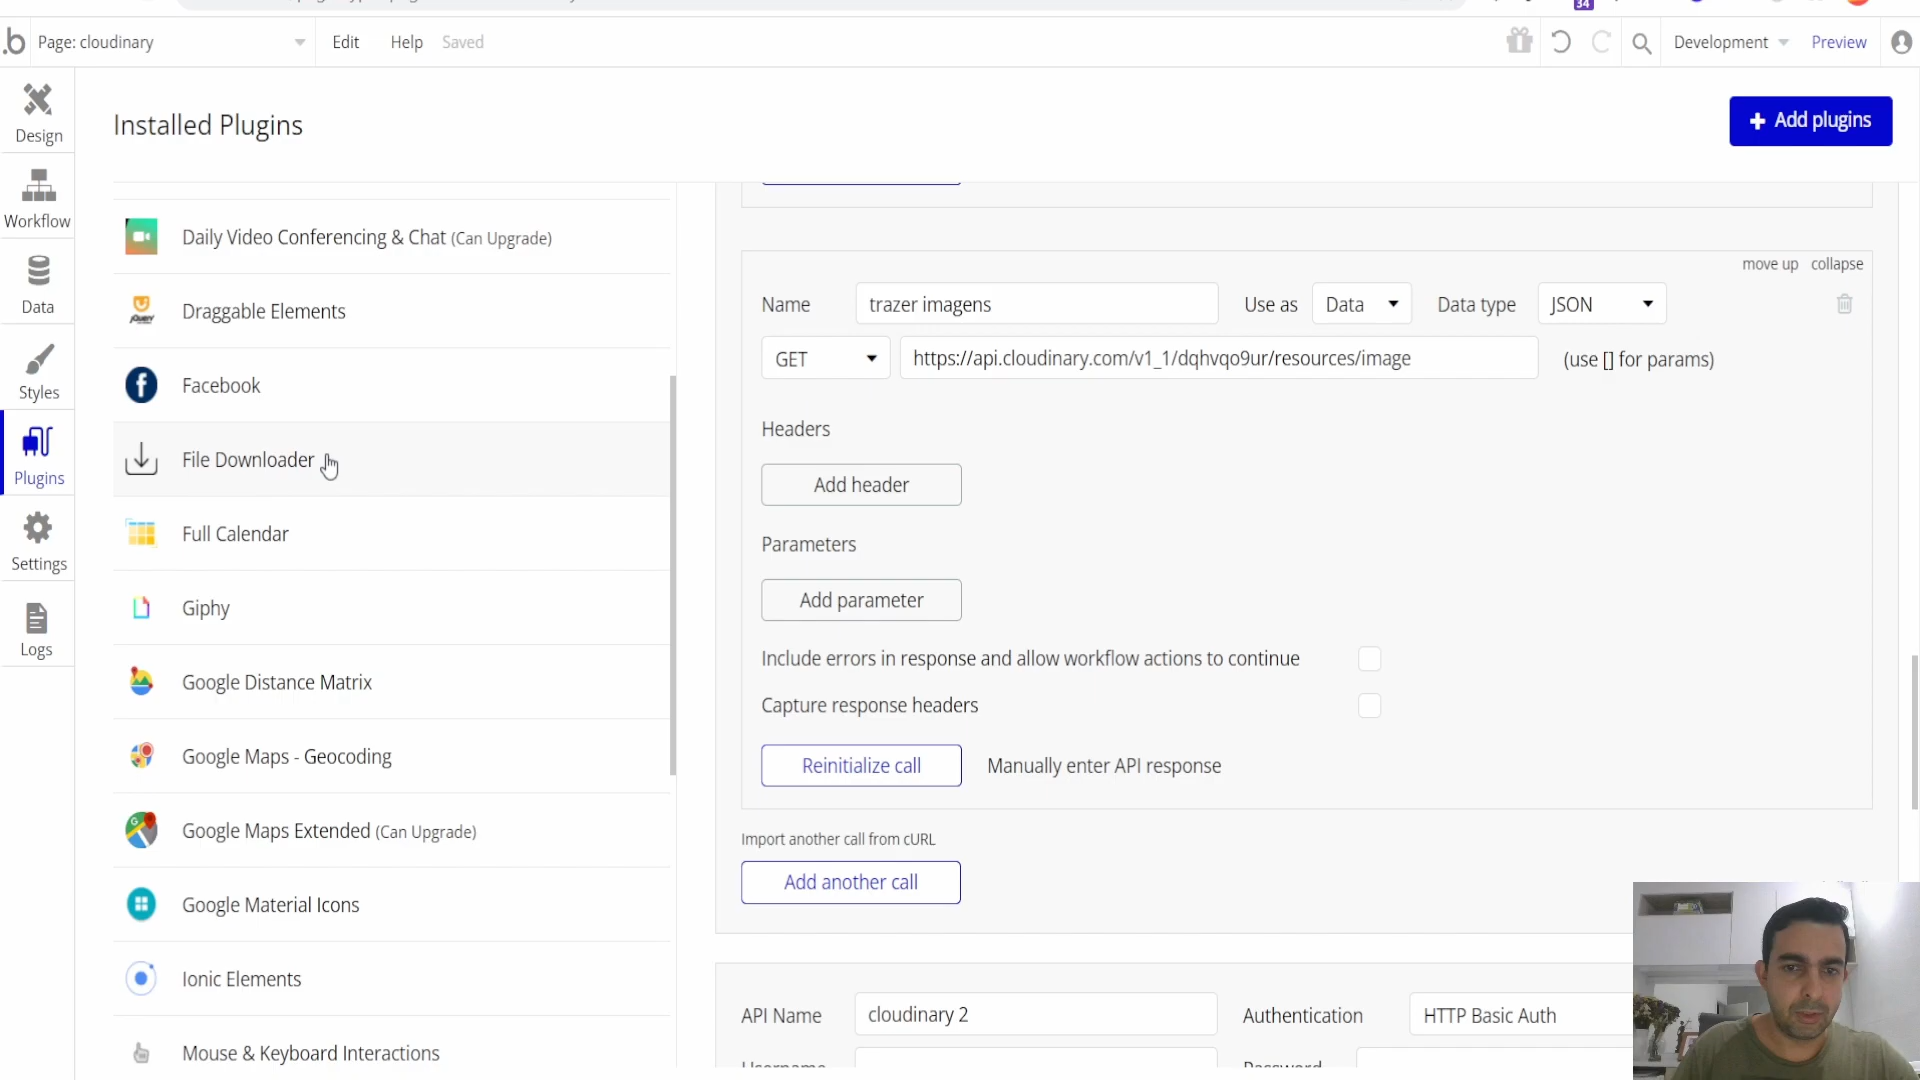 34
.b Page: cloudinary Edit Help Saved Development Preview
Design
Workflow
Data
Styles
Plugins
Settings
Logs
Installed Plugins
+ Add plugins
Daily Video Conferencing & Chat (Can Upgrade)
Draggable Elements
Facebook
File Downloader
Full Calendar
Giphy
Google Distance Matrix
Google Maps - Geocoding
Google Maps Extended (Can Upgrade)
Google Material Icons
Ionic Elements
Mouse & Keyboard Interactions
move up collapse
Name trazer imagens Use as Data Data type JSON
GET https://api.cloudinary.com/v1_1/dqhvqo9ur/resources/image (use [] for params)
Headers
Add header
Parameters
Add parameter
Include errors in response and allow workflow actions to continue
Capture response headers
Reinitialize call Manually enter API response
Import another call from cURL
Add another call
API Name cloudinary 2 Authentication HTTP Basic Auth
Username Password